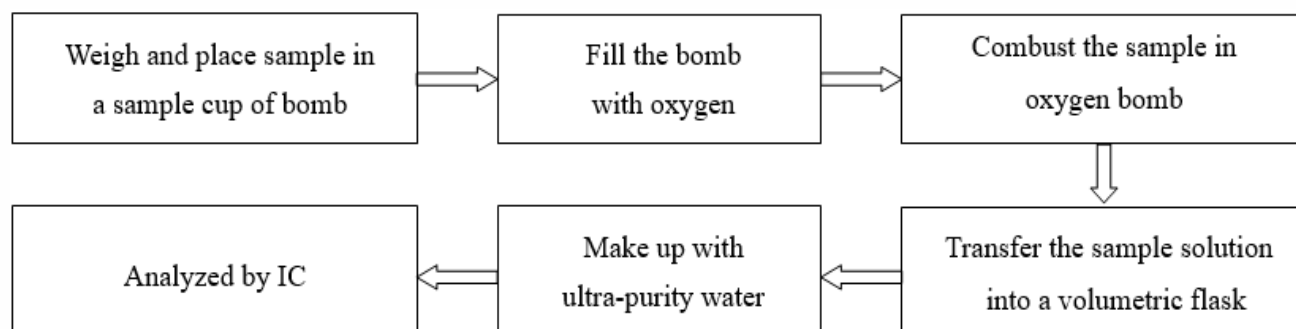 Weigh and place sample in
a sample cup of bomb
Fill the bomb
with oxygen
Combust the sample in
oxygen bomb
Transfer the sample solution
into a volumetric flask
Make up with
ultra-purity water
Analyzed by IC